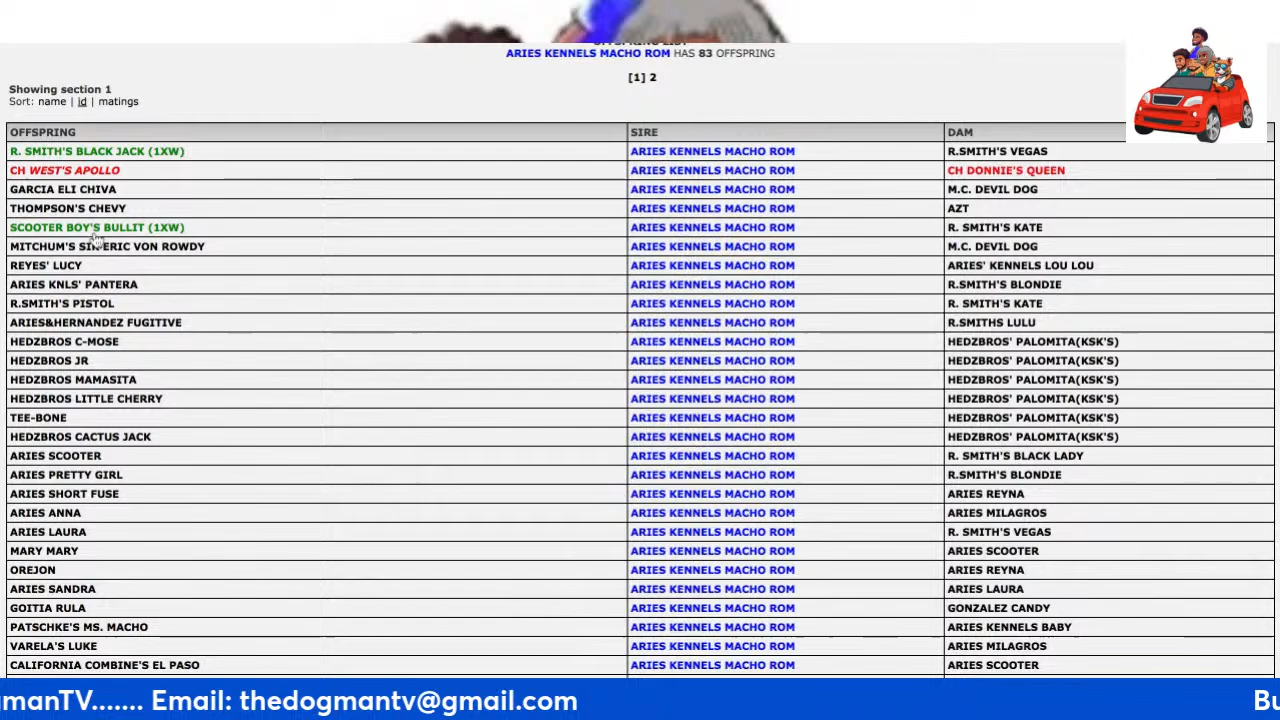 ARIES KENNELS MACHO ROM HAS 83 OFFSPRING
[1] 2
Showing section 1
Sort: name | id | matings
OFFSPRING SIRE DAM
R. SMITH'S BLACK JACK (1XW) ARIES KENNELS MACHO ROM R.SMITH'S VEGAS
CH WEST'S APOLLO ARIES KENNELS MACHO ROM CH DONNIE'S QUEEN
GARCIA ELI CHIVA ARIES KENNELS MACHO ROM M.C. DEVIL DOG
THOMPSON'S CHEVY ARIES KENNELS MACHO ROM AZT
SCOOTER BOY'S BULLIT (1XW) ARIES KENNELS MACHO ROM R. SMITH'S KATE
MITCHUM'S ERIC VON ROWDY ARIES KENNELS MACHO ROM M.C. DEVIL DOG
REYES' LUCY ARIES KENNELS MACHO ROM ARIES' KENNELS LOU LOU
ARIES KNLS' PANTERA ARIES KENNELS MACHO ROM R.SMITH'S BLONDIE
R.SMITH'S PISTOL ARIES KENNELS MACHO ROM R. SMITH'S KATE
ARIES&HERNANDEZ FUGITIVE ARIES KENNELS MACHO ROM R.SMITHS LULU
HEDZBROS C-MOSE ARIES KENNELS MACHO ROM HEDZBROS' PALOMITA(KSK'S)
HEDZBROS JR ARIES KENNELS MACHO ROM HEDZBROS' PALOMITA(KSK'S)
HEDZBROS MAMASITA ARIES KENNELS MACHO ROM HEDZBROS' PALOMITA(KSK'S)
HEDZBROS LITTLE CHERRY ARIES KENNELS MACHO ROM HEDZBROS' PALOMITA(KSK'S)
TEE-BONE ARIES KENNELS MACHO ROM HEDZBROS' PALOMITA(KSK'S)
HEDZBROS CACTUS JACK ARIES KENNELS MACHO ROM HEDZBROS' PALOMITA(KSK'S)
ARIES SCOOTER ARIES KENNELS MACHO ROM R. SMITH'S BLACK LADY
ARIES PRETTY GIRL ARIES KENNELS MACHO ROM R.SMITH'S BLONDIE
ARIES SHORT FUSE ARIES KENNELS MACHO ROM ARIES REYNA
ARIES ANNA ARIES KENNELS MACHO ROM ARIES MILAGROS
ARIES LAURA ARIES KENNELS MACHO ROM R. SMITH'S VEGAS
MARY MARY ARIES KENNELS MACHO ROM ARIES SCOOTER
OREJON ARIES KENNELS MACHO ROM ARIES REYNA
ARIES SANDRA ARIES KENNELS MACHO ROM ARIES LAURA
GOITIA RULA ARIES KENNELS MACHO ROM GONZALEZ CANDY
PATSCHKE'S MS. MACHO ARIES KENNELS MACHO ROM ARIES KENNELS BABY
VARELA'S LUKE ARIES KENNELS MACHO ROM ARIES MILAGROS
CALIFORNIA COMBINE'S EL PASO ARIES KENNELS MACHO ROM ARIES SCOOTER
gmanTV....... Email: thedogmantv@gmail.com Bu